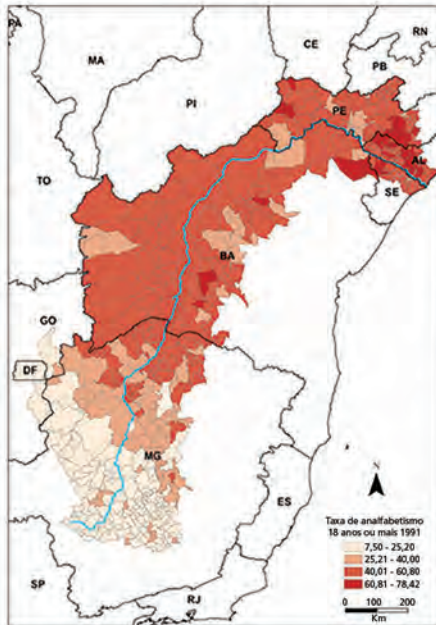 PA
MA
CE
RN
PB
PI
PE
TO
AL
SE
BA
GO
DF
MG
ES
SP
RJ
N
Taxa de analfabetismo
18 anos ou mais 1991
7,50 - 25,20
25,21 - 40,00
40,01 - 60,80
60,81 - 78,42
0 100 200
Km